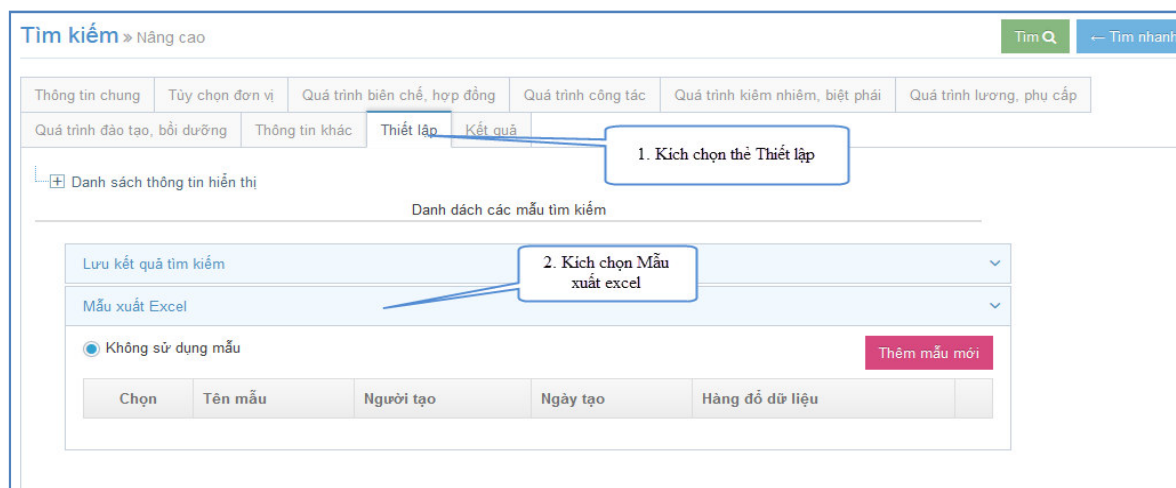 Tìm kiếm » Nâng cao
Tìm
← Tìm nhanh
Thông tin chung
Tùy chọn đơn vị
Quá trình biên chế, hợp đồng
Quá trình công tác
Quá trình kiêm nhiêm, biệt phái
Quá trình lương, phụ cấp
Quá trình đào tạo, bồi dưỡng
Thông tin khác
Thiết lập
Kết quả
1. Kích chọn thẻ Thiết lập
Danh sách thông tin hiển thị
Danh dách các mẫu tìm kiếm
Lưu kết quả tìm kiếm
2. Kích chọn Mẫu
xuất excel
Mẫu xuất Excel
Không sử dụng mẫu
Thêm mẫu mới
Chọn
Tên mẫu
Người tạo
Ngày tạo
Hàng đổ dữ liệu